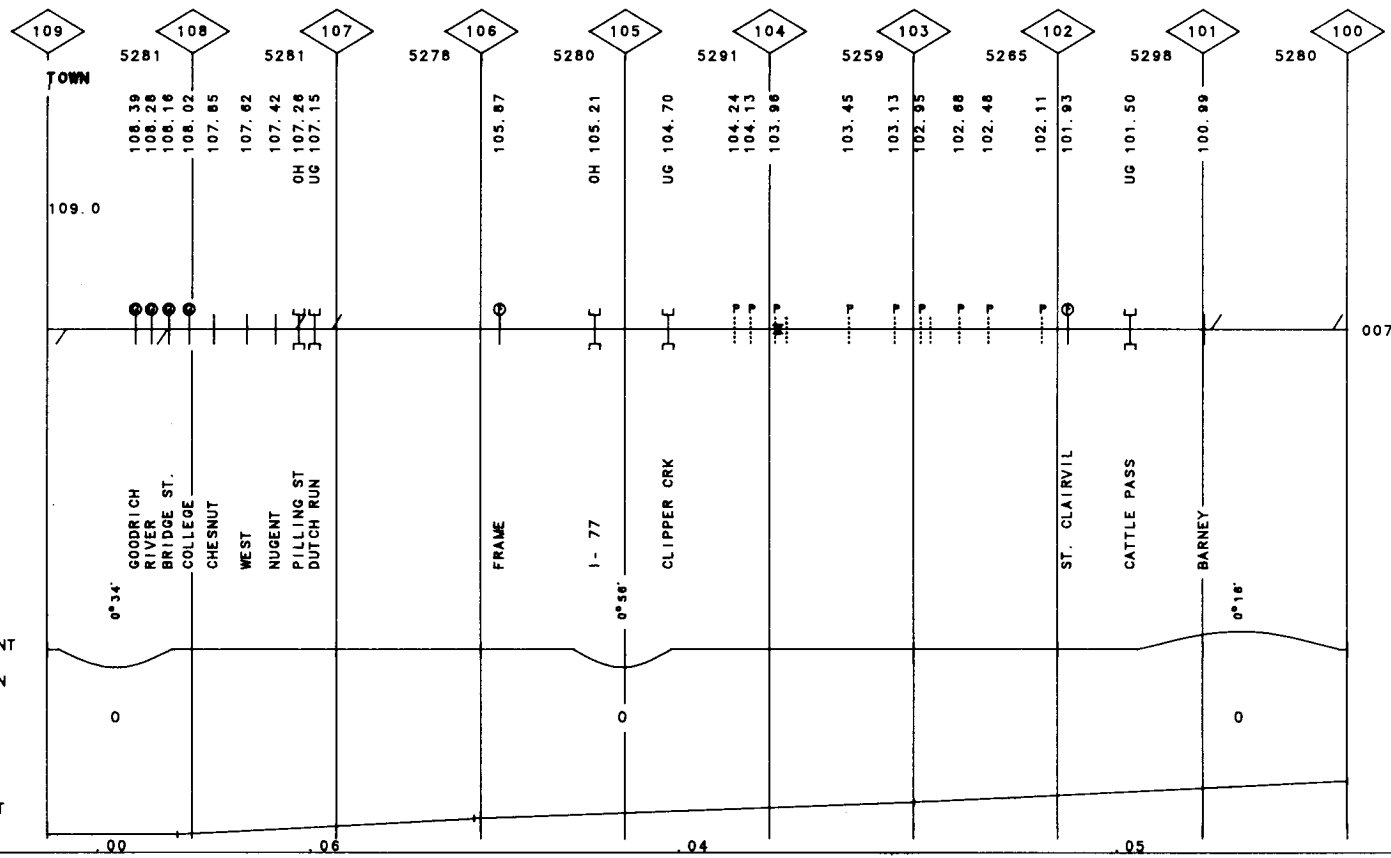 109 108 107 106 105 104 103 102 101 100
5281 5281 5278 5280 5291 5259 5265 5298 5280
TOWN
108.39
108.28
108.16
108.02
107.85
107.62
107.42
OH 107.26
UG 107.15
105.87
OH 105.21
UG 104.70
104.24
104.13
103.96
103.45
103.13
102.95
102.68
102.48
102.11
101.93
UG 101.50
100.99
109.0
P P P P P P P P P
007
GOODRICH
RIVER
BRIDGE ST.
COLLEGE
CHESNUT
WEST
NUGENT
PILLING ST
DUTCH RUN
FRAME
I-77
CLIPPER CRK
ST. CLAIRVIL
CATTLE PASS
BARNEY
0°34' 0°56' 0°16'
NT
N
0 0 0
T
.00 .06 .04 .05